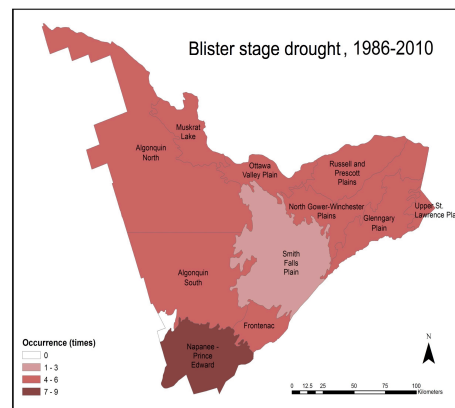 Blister stage drought, 1986-2010
Muskrat
Lake
Algonquin
North
Ottawa
Valley Plain
Russell and
Prescott
Plains
North Gower-Winchester
Plains
Glenngary
Plain
Upper St.
Lawrence Pla
Smith
Falls
Plain
Algonquin
South
Frontenac
Napanee -
Prince
Edward
Occurrence (times)
0
1 - 3
4 - 6
7 - 9
N
0 12.5 25 50 75 100
Kilometers